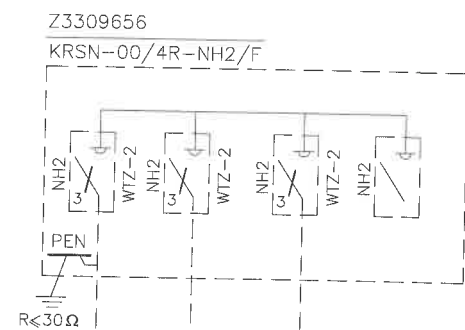 Z3309656
KRSN-00/4R-NH2/F
NH2
3
WTZ-2
NH2
3
WTZ-2
NH2
3
WTZ-2
NH2
PEN
R⩽30Ω